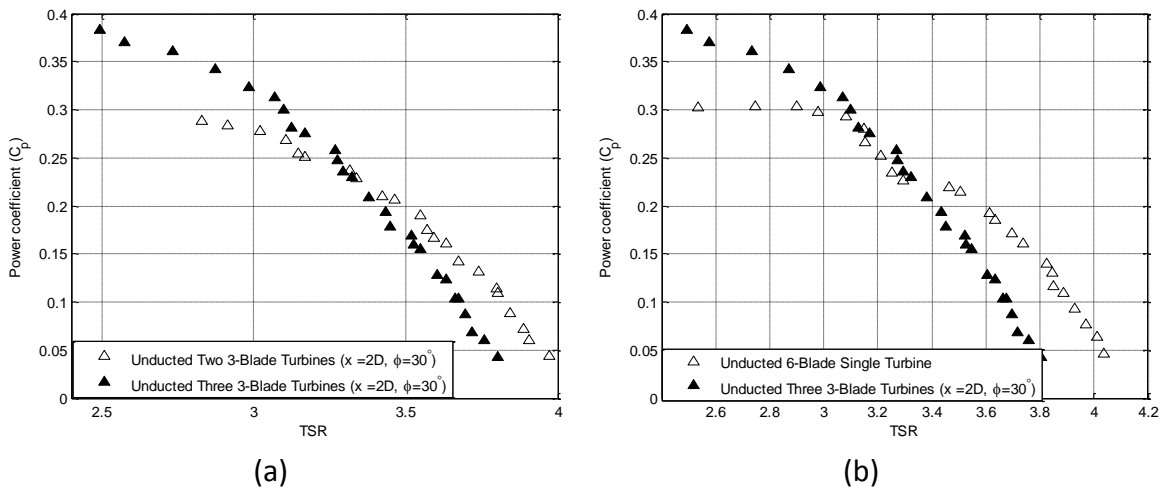 0.4
0.35
0.3
0.25
0.2
0.15
0.1
0.05
0
Power coefficient (Cp)
2.5 3 3.5 4
TSR
Unducted Two 3-Blade Turbines (x =2D, ϕ=30°)
Unducted Three 3-Blade Turbines (x =2D, ϕ=30°)
(a)
0.4
0.35
0.3
0.25
0.2
0.15
0.1
0.05
0
Power coefficient (Cp)
2.6 2.8 3 3.2 3.4 3.6 3.8 4 4.2
TSR
Unducted 6-Blade Single Turbine
Unducted Three 3-Blade Turbines (x =2D, ϕ=30°)
(b)